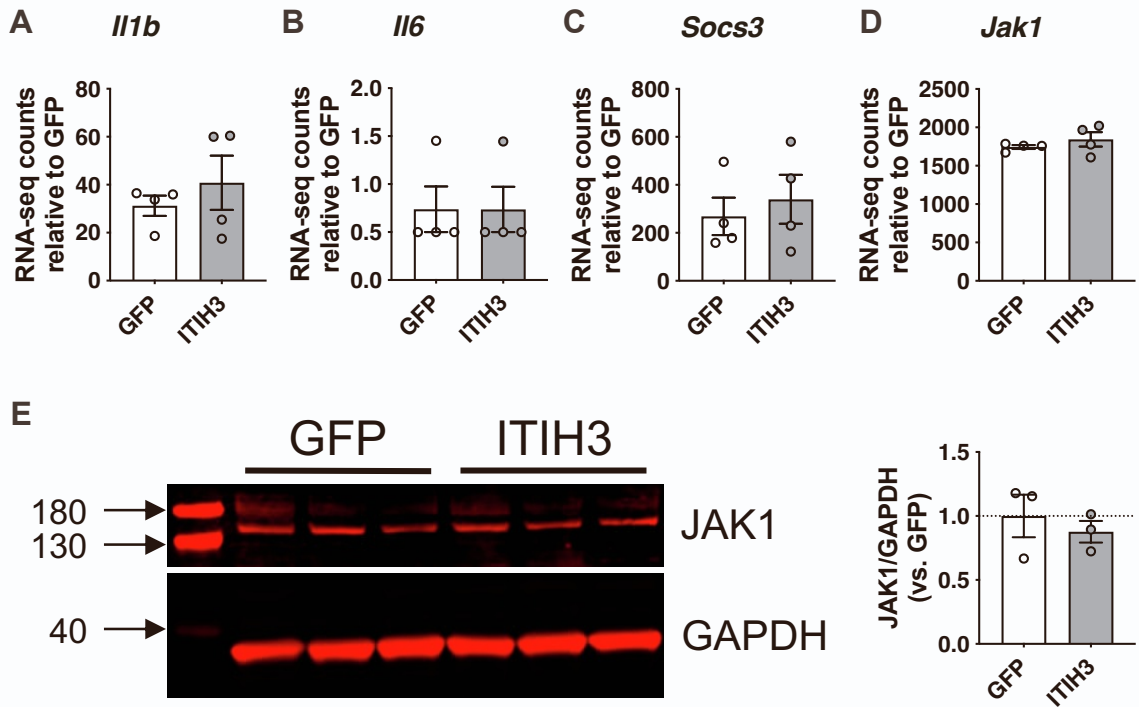 A
Il1b
RNA-seq counts
relative to GFP
80
60
40
20
0
GFP
ITIH3
B
Il6
RNA-seq counts
relative to GFP
2.0
1.5
1.0
0.5
0.0
GFP
ITIH3
C
Socs3
RNA-seq counts
relative to GFP
800
600
400
200
0
GFP
ITIH3
D
Jak1
RNA-seq counts
relative to GFP
2500
2000
1500
1000
500
0
GFP
ITIH3
E
GFP
ITIH3
180
130
JAK1
40
GAPDH
JAK1/GAPDH
(vs. GFP)
1.5
1.0
0.5
0.0
GFP
ITIH3